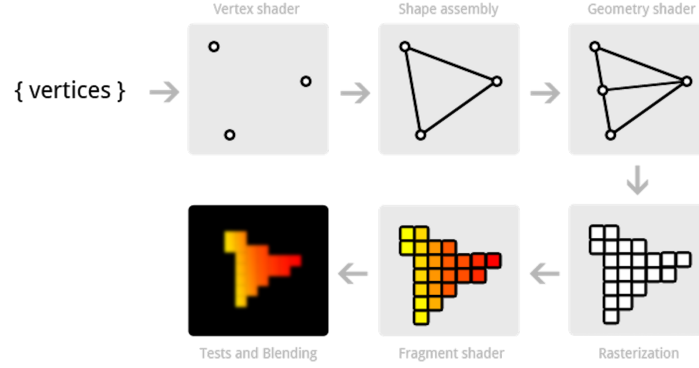 Vertex shader
Shape assembly
Geometry shader
{ vertices }
Tests and Blending
Fragment shader
Rasterization